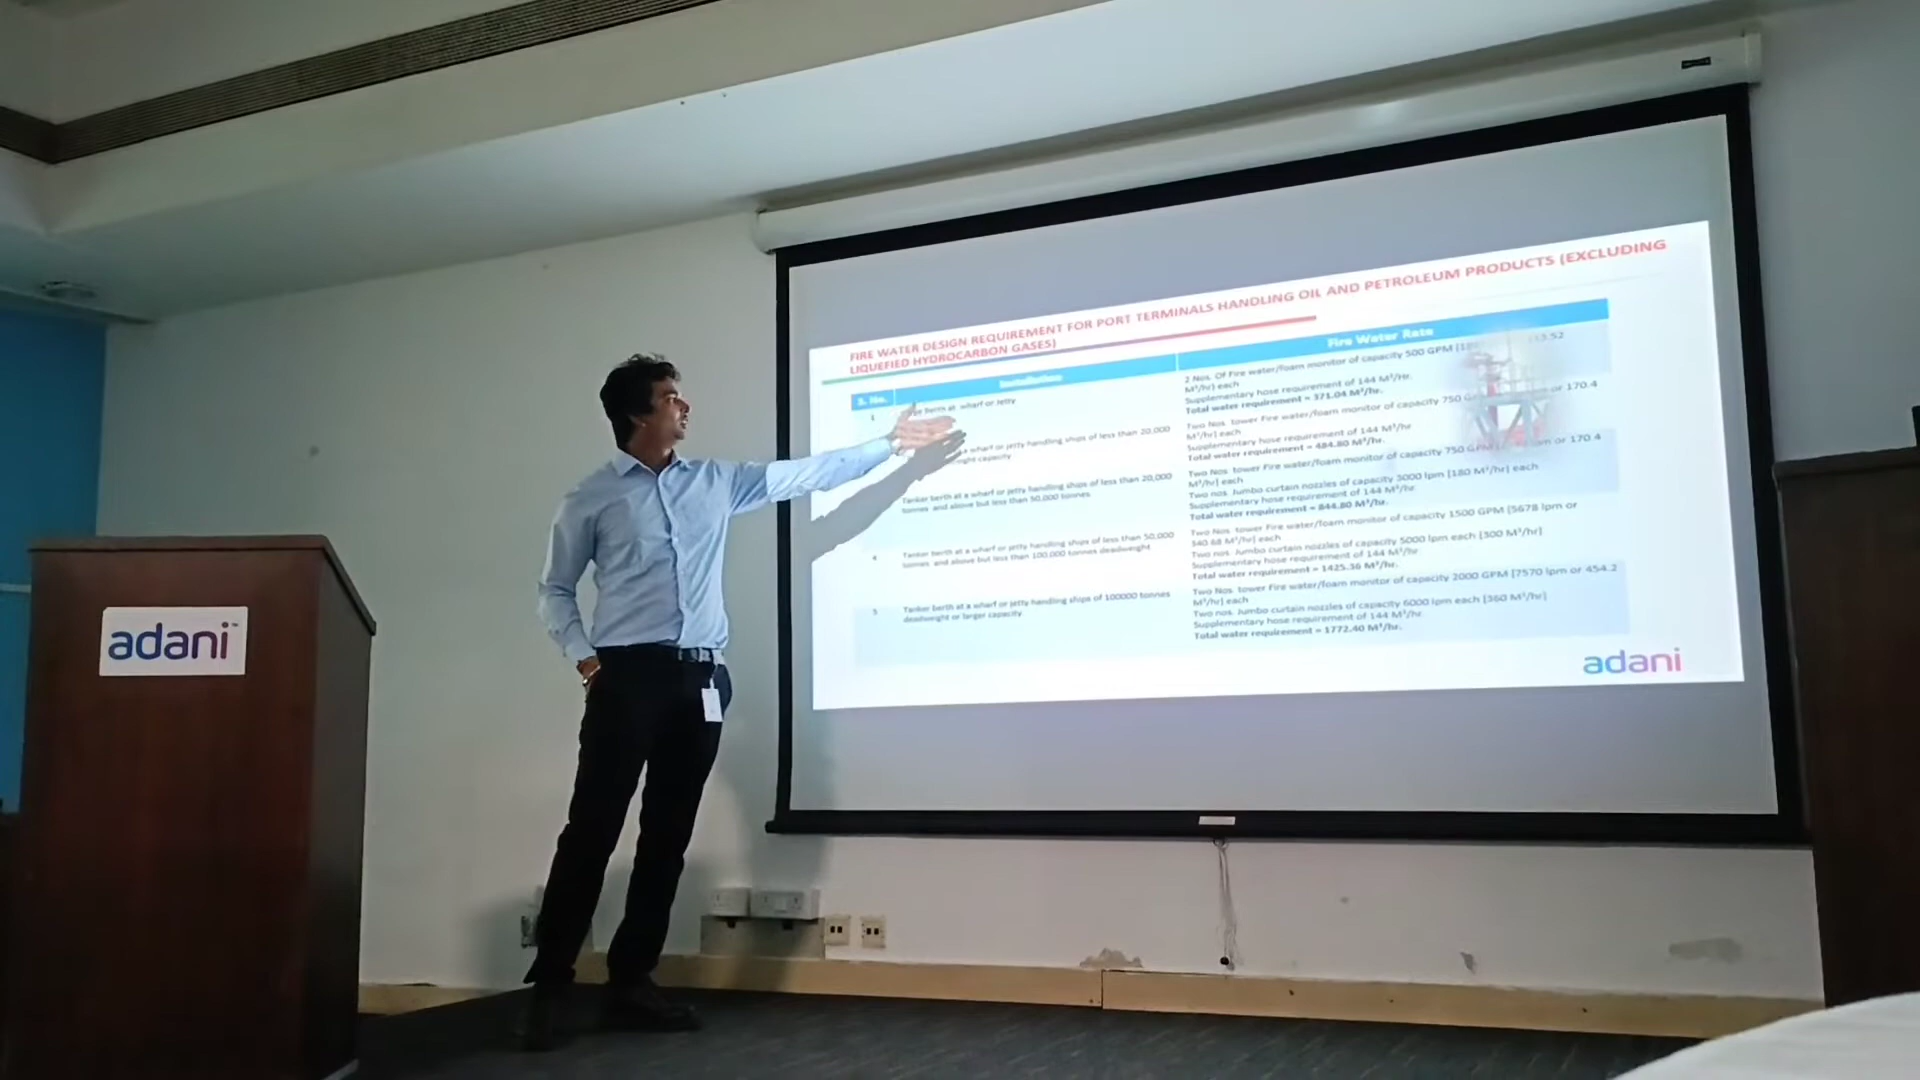 FIRE WATER DESIGN REQUIREMENT FOR PORT TERMINALS HANDLING OIL AND PETROLEUM PRODUCTS (EXCLUDING
LIQUEFIED HYDROCARBON GASES)
S. No.
Installation
Fire Water Rate
1
berth at wharf or Jetty
2 Nos. Of Fire water/foam monitor of capacity 500 GPM
M³/hr) each
Supplementary hose requirement of 144 M³/Hr.
Total water requirement = 371.04 M³/hr.
a wharf or jetty handling ships of less than 20,000
capacity
Two Nos. tower Fire water/foam monitor of capacity 750 or 170.4
M³/hr] each
Supplementary hose requirement of 144 M³/hr
Total water requirement = 484.80 M³/hr.
Tanker berth at a wharf or jetty handling ships of less than 20,000
tonnes and above but less than 50,000 tonnes
Two Nos. tower Fire water/foam monitor of capacity 750 GPM or 170.4
M³/hr] each
Two nos. Jumbo curtain nozzles of capacity 3000 lpm [180 M³/hr] each
Supplementary hose requirement of 144 M³/hr.
Total water requirement = 844.80 M³/hr.
4
Tanker berth at a wharf or jetty handling ships of less than 50,000
tonnes and above but less than 100,000 tonnes deadweight
Two Nos. tower Fire water/foam monitor of capacity 1500 GPM [5678 lpm or
340.68 M³/hr] each
Two nos. Jumbo curtain nozzles of capacity 5000 lpm each [300 M³/hr]
Supplementary hose requirement of 144 M³/hr
Total water requirement = 1425.36 M³/hr.
5
Tanker berth at a wharf or jetty handling ships of 100000 tonnes
deadweight or larger capacity
Two Nos. tower Fire water/foam monitor of capacity 2000 GPM [7570 lpm or 454.2
M³/hr] each
Two nos. Jumbo curtain nozzles of capacity 6000 lpm each [360 M³/hr]
Supplementary hose requirement of 144 M³/hr
Total water requirement = 1772.40 M³/hr.
adani
adani™